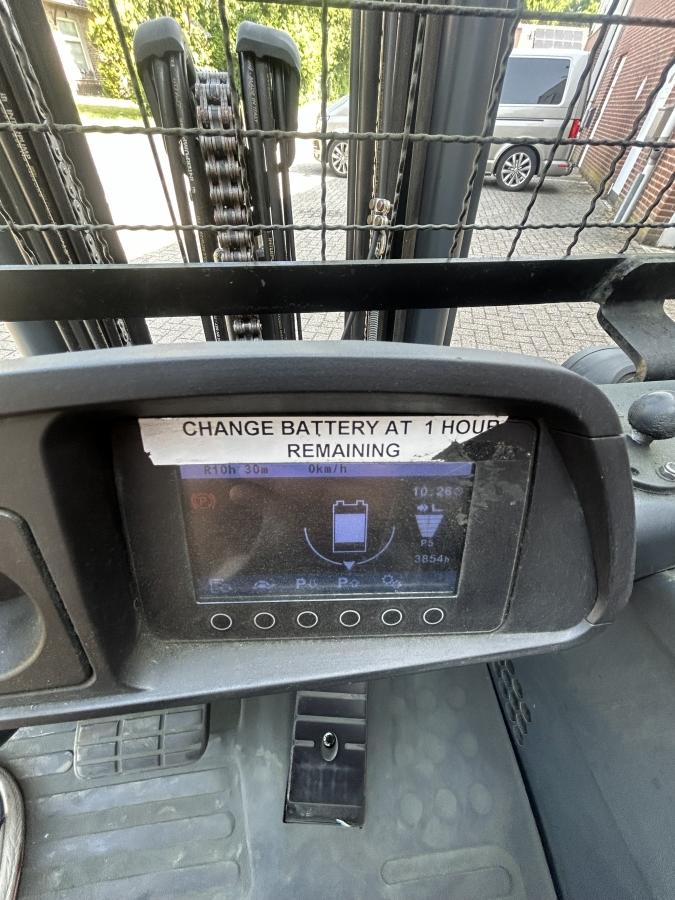 CHANGE BATTERY AT 1 HOUR
REMAINING
R10h 30m 0km/h
10.26
L
P5
3854h
P P